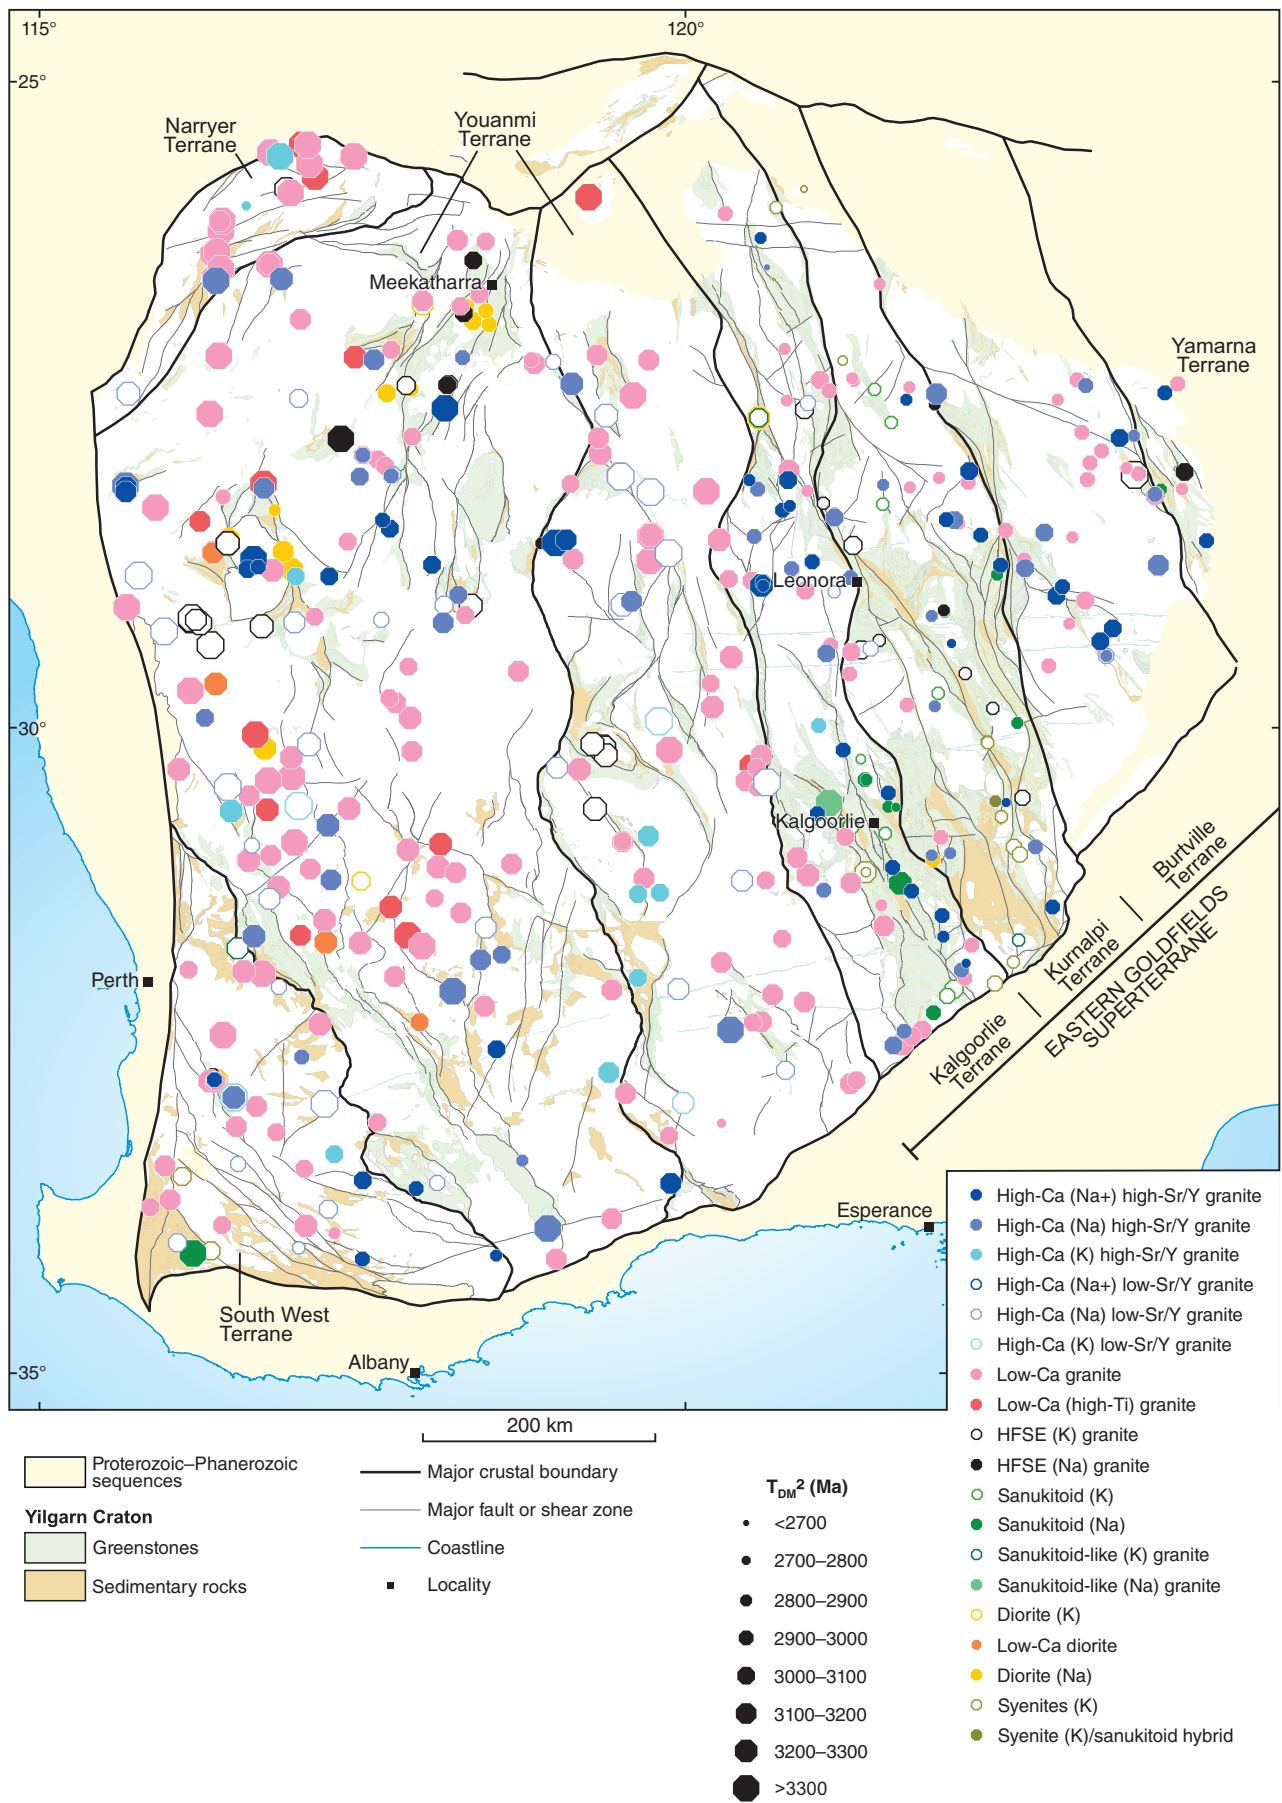 115°
120°
25°
30°
35°
Narryer
Terrane
Youanmi
Terrane
Meekatharra
Yamarna
Terrane
Leonora
Kalgoorlie
Perth
Burtville
Terrane
Kurnalpi
Terrane
EASTERN GOLDFIELDS
SUPERTERRANE
Kalgoorlie
Terrane
Esperance
South West
Terrane
Albany
High-Ca (Na+) high-Sr/Y granite
High-Ca (Na) high-Sr/Y granite
High-Ca (K) high-Sr/Y granite
High-Ca (Na+) low-Sr/Y granite
High-Ca (Na) low-Sr/Y granite
High-Ca (K) low-Sr/Y granite
Low-Ca granite
Low-Ca (high-Ti) granite
HFSE (K) granite
HFSE (Na) granite
Sanukitoid (K)
Sanukitoid (Na)
Sanukitoid-like (K) granite
Sanukitoid-like (Na) granite
Diorite (K)
Low-Ca diorite
Diorite (Na)
Syenites (K)
Syenite (K)/sanukitoid hybrid
200 km
Proterozoic–Phanerozoic
sequences
Yilgarn Craton
Greenstones
Sedimentary rocks
Major crustal boundary
Major fault or shear zone
Coastline
Locality
TDM² (Ma)
<2700
2700–2800
2800–2900
2900–3000
3000–3100
3100–3200
3200–3300
>3300